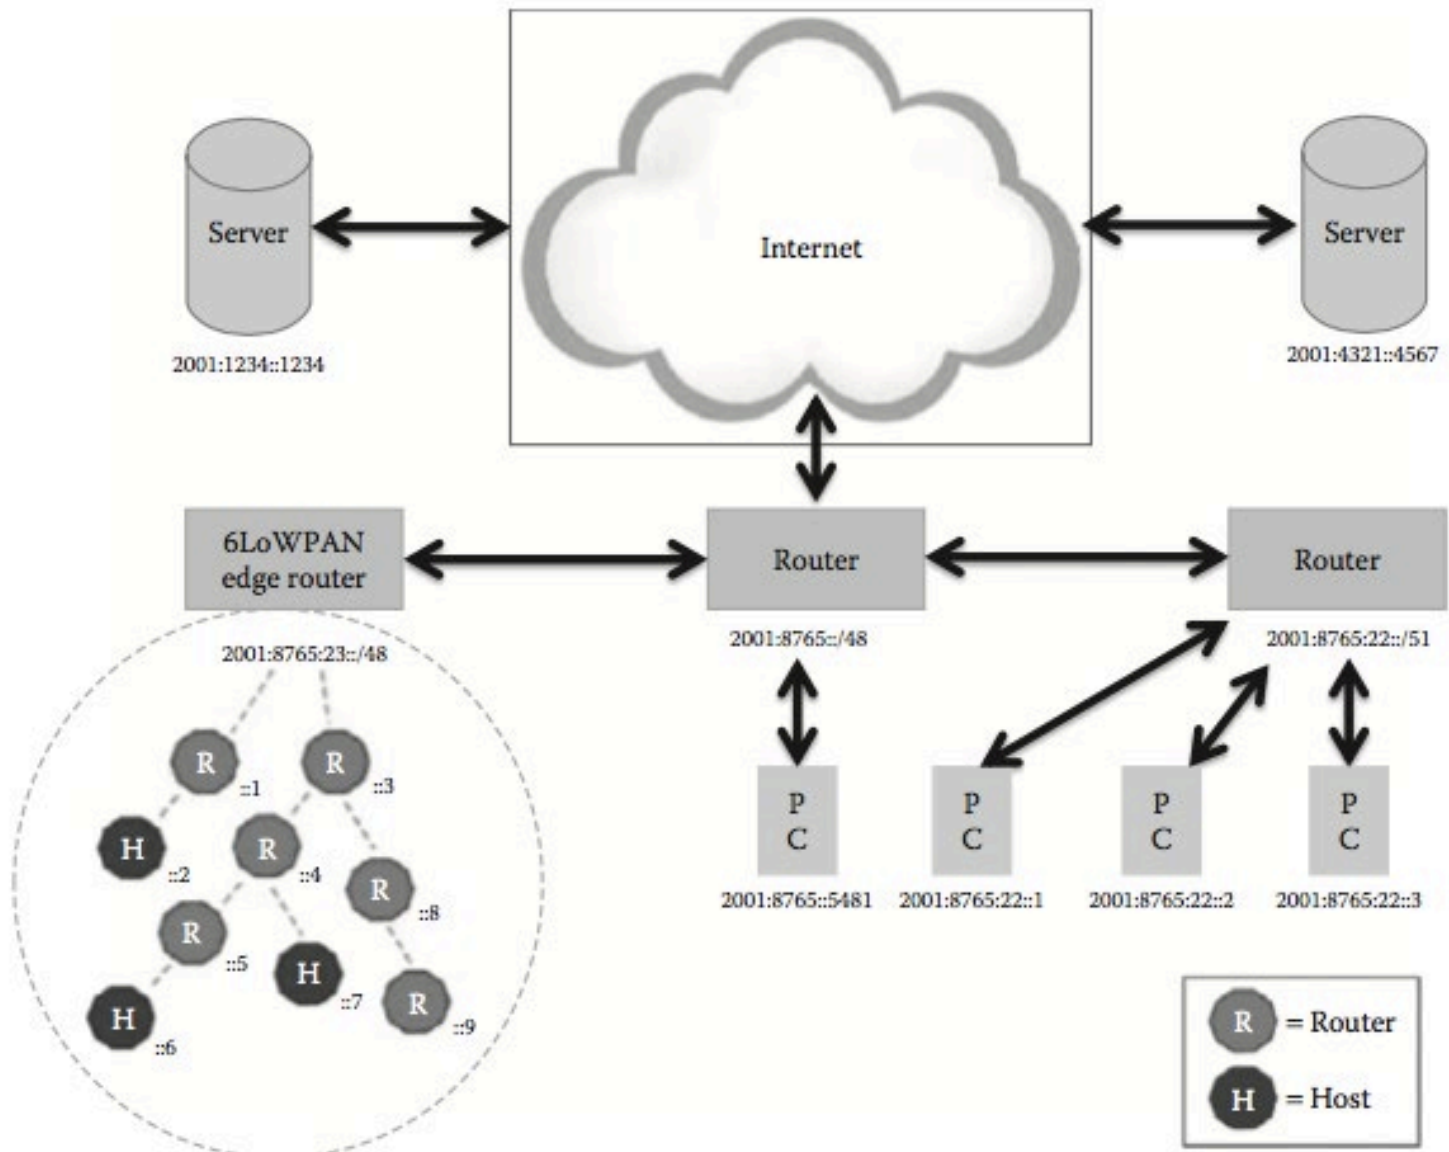 Server
Internet
Server
2001:1234::1234
2001:4321::4567
6LoWPAN
edge router
Router
Router
2001:8765:23::/48
2001:8765::/48
2001:8765:22::/51
R
::1
R
::3
H
::2
R
::4
R
::8
R
::5
H
::7
R
::9
H
::6
P
C
P
C
P
C
P
C
2001:8765::5481
2001:8765:22::1
2001:8765:22::2
2001:8765:22::3
R = Router
H = Host